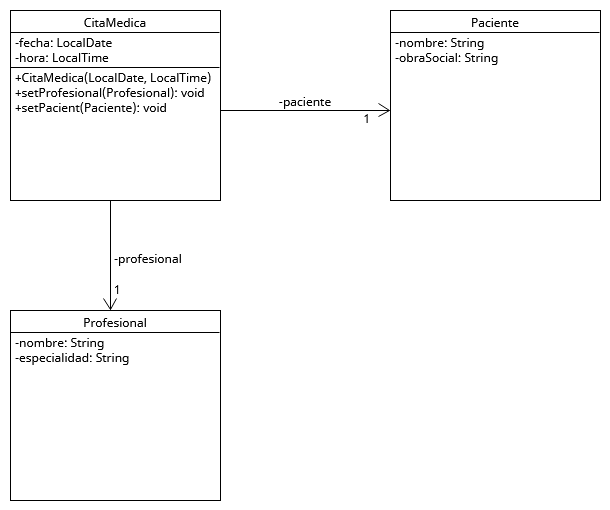 CitaMedica
-fecha: LocalDate
-hora: LocalTime
+CitaMedica(LocalDate, LocalTime)
+setProfesional(Profesional): void
+setPacient(Paciente): void
Paciente
-nombre: String
-obraSocial: String
-paciente
1
-profesional
1
Profesional
-nombre: String
-especialidad: String